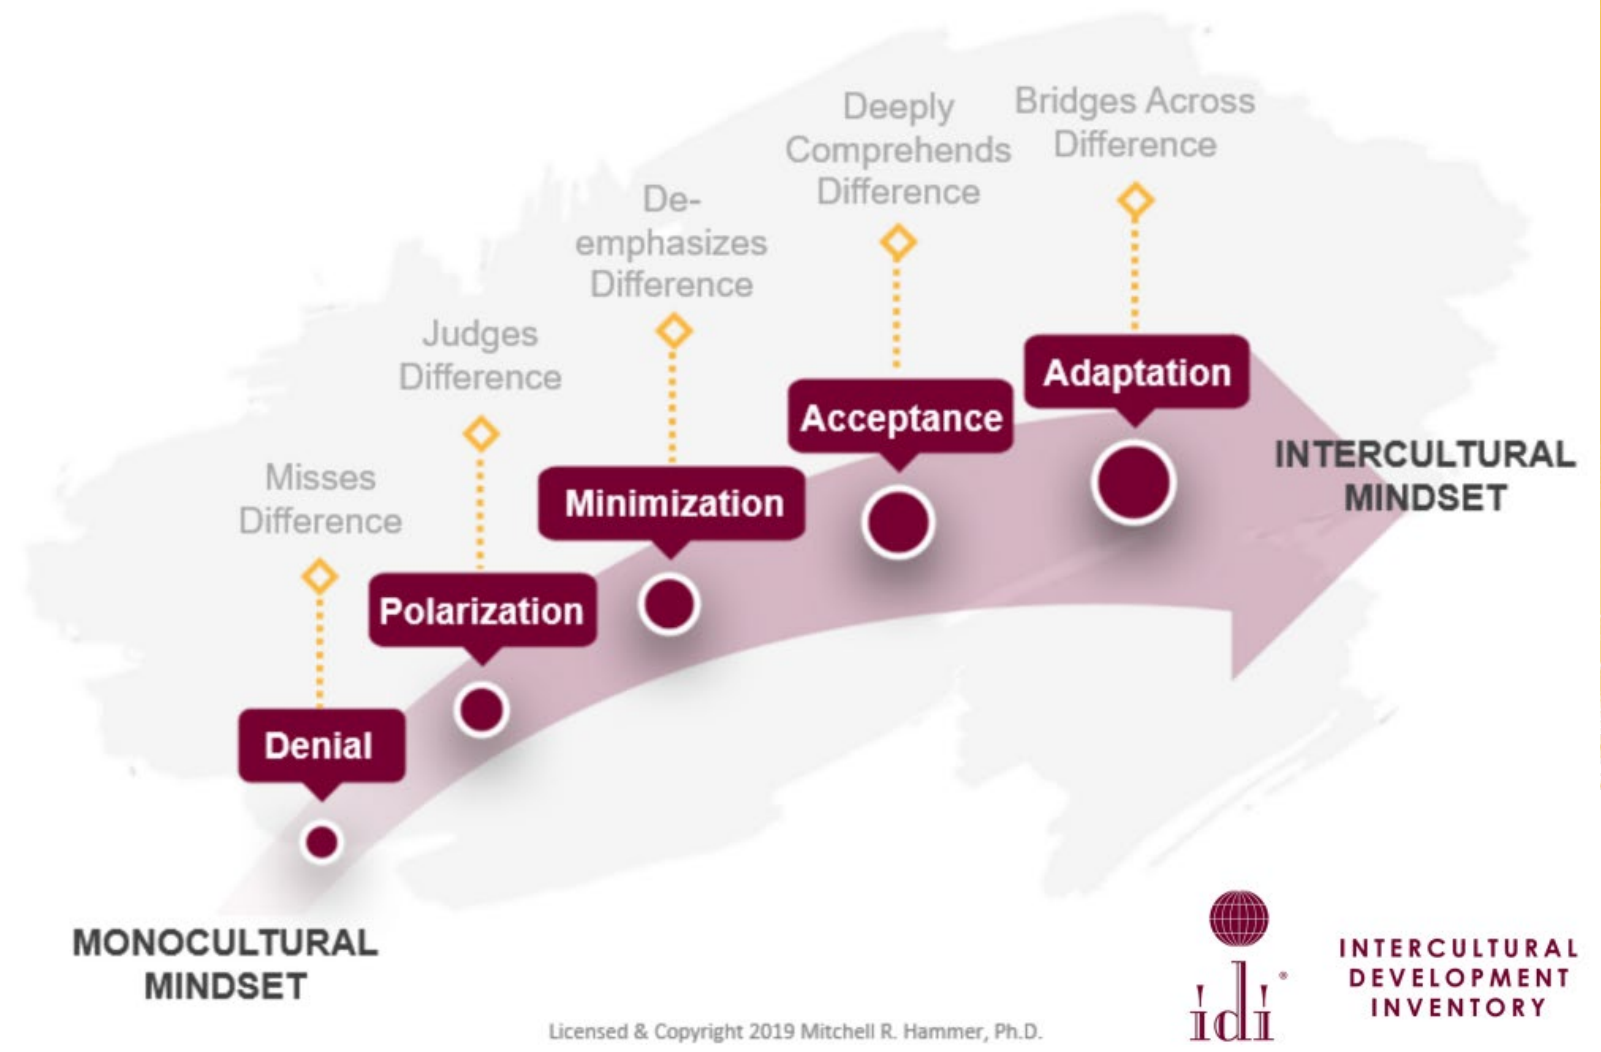 Deeply
Comprehends
Difference
Bridges Across
Difference
De-
emphasizes
Difference
Judges
Difference
Misses
Difference
Adaptation
Acceptance
Minimization
Polarization
Denial
INTERCULTURAL
MINDSET
MONOCULTURAL
MINDSET
idi®
INTERCULTURAL
DEVELOPMENT
INVENTORY
Licensed & Copyright 2019 Mitchell R. Hammer, Ph.D.